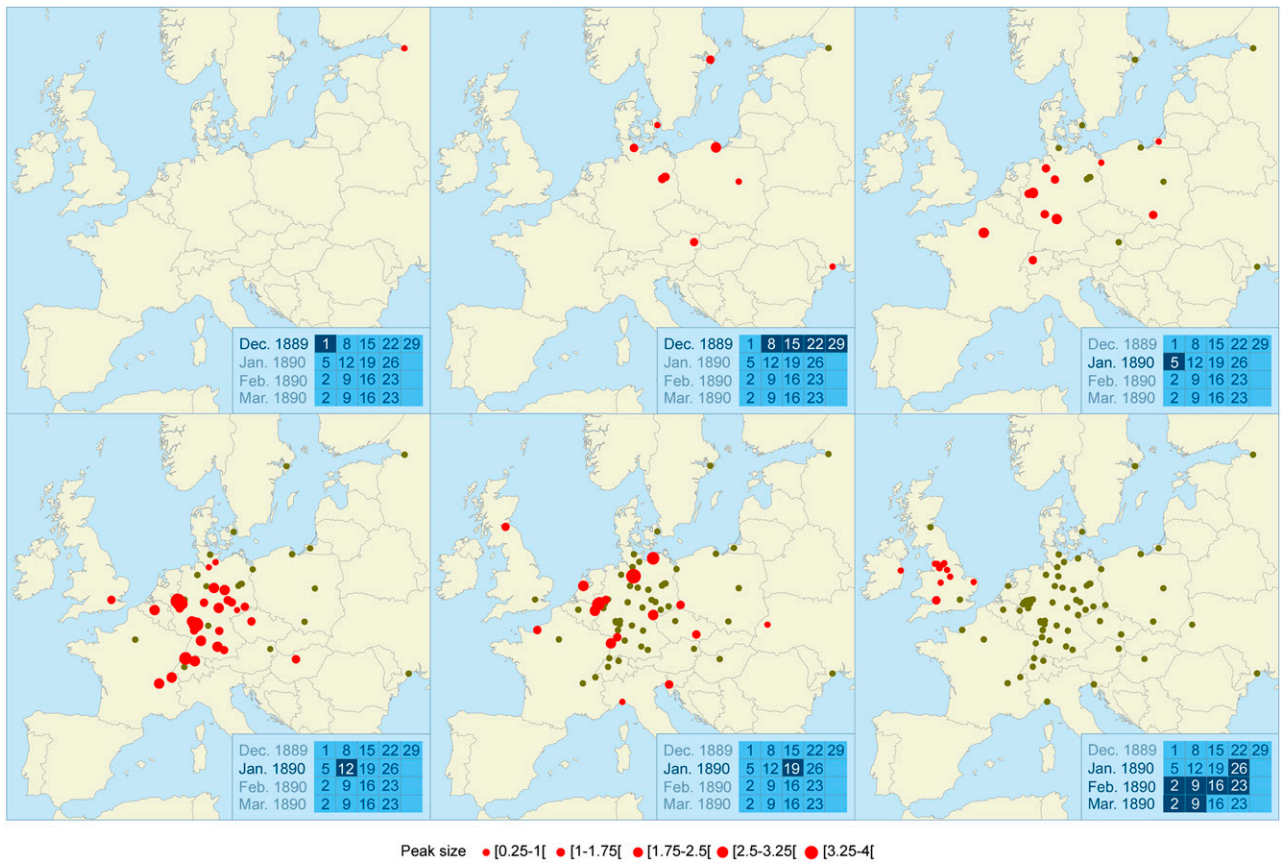 Dec. 1889 1 8 15 22 29
Jan. 1890 5 12 19 26
Feb. 1890 2 9 16 23
Mar. 1890 2 9 16 23
Dec. 1889 1 8 15 22 29
Jan. 1890 5 12 19 26
Feb. 1890 2 9 16 23
Mar. 1890 2 9 16 23
Dec. 1889 1 8 15 22 29
Jan. 1890 5 12 19 26
Feb. 1890 2 9 16 23
Mar. 1890 2 9 16 23
Dec. 1889 1 8 15 22 29
Jan. 1890 5 12 19 26
Feb. 1890 2 9 16 23
Mar. 1890 2 9 16 23
Dec. 1889 1 8 15 22 29
Jan. 1890 5 12 19 26
Feb. 1890 2 9 16 23
Mar. 1890 2 9 16 23
Dec. 1889 1 8 15 22 29
Jan. 1890 5 12 19 26
Feb. 1890 2 9 16 23
Mar. 1890 2 9 16 23
Peak size [0.25-1[ [1-1.75[ [1.75-2.5[ [2.5-3.25[ [3.25-4[